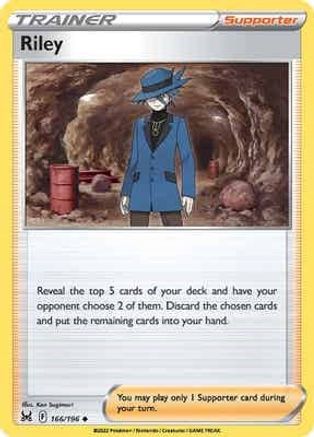 TRAINER Supporter
Riley
Reveal the top 5 cards of your deck and have your
opponent choose 2 of them. Discard the chosen cards
and put the remaining cards into your hand.
Illus. Ken Sugimori
You may play only 1 Supporter card during
your turn.
F 166/196
©2022 Pokémon / Nintendo / Creatures / GAME FREAK